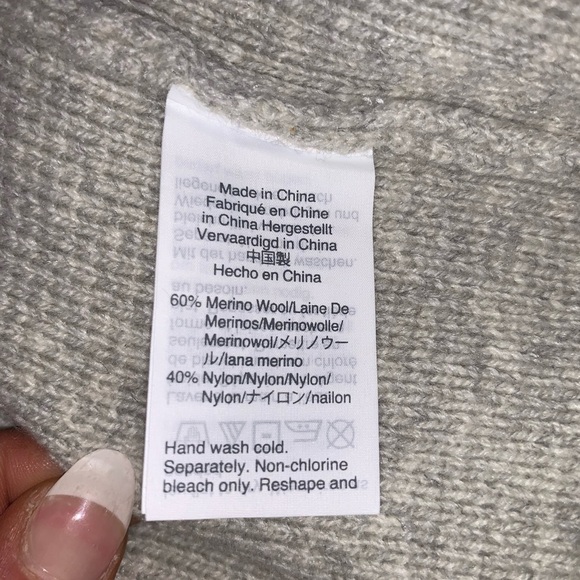 Made in China
Fabriqué en Chine
in China Hergestellt
Vervaardigd in China
中国製
Hecho en China
60% Merino Wool/Laine De
Merinos/Merinowolle/
Merinowol/メリノウー
ル/lana merino
40% Nylon/Nylon/Nylon/
Nylon/ナイロン/nailon
Hand wash cold.
Separately. Non-chlorine
bleach only. Reshape and